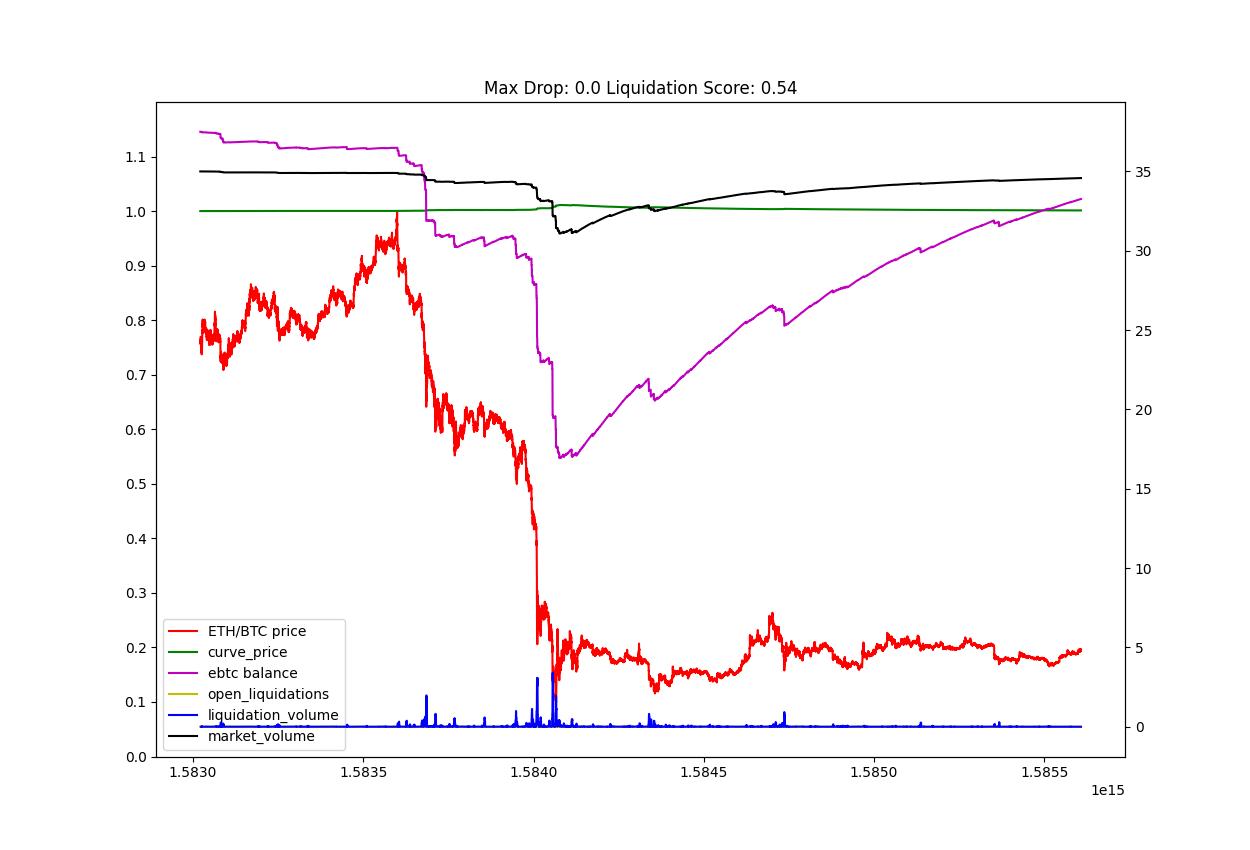 Max Drop: 0.0 Liquidation Score: 0.54
1.1
1.0
0.9
0.8
0.7
0.6
0.5
0.4
0.3
0.2
0.1
0.0
35
30
25
20
15
10
5
0
ETH/BTC price
curve_price
ebtc balance
open_liquidations
liquidation_volume
market_volume
1.5830 1.5835 1.5840 1.5845 1.5850 1.5855
1e15